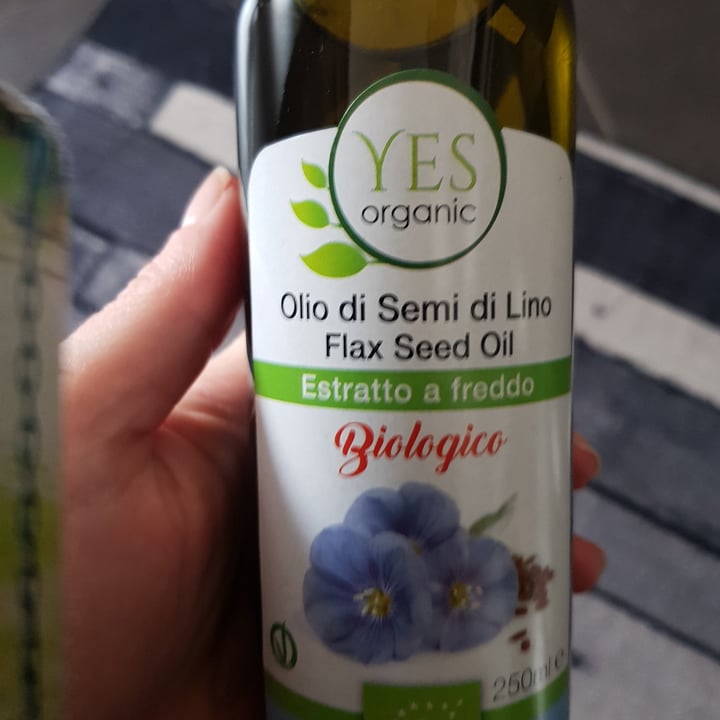 YES
organic
Olio di Semi di Lino
Flax Seed Oil
Estratto a freddo
Biologico
250ml e